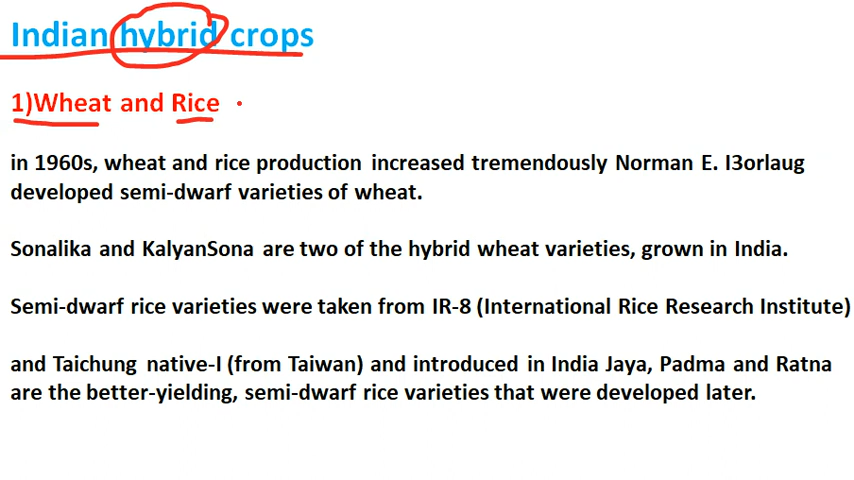 Indian hybrid crops
1)Wheat and Rice
in 1960s, wheat and rice production increased tremendously Norman E. I3orlaug
developed semi-dwarf varieties of wheat.
Sonalika and KalyanSona are two of the hybrid wheat varieties, grown in India.
Semi-dwarf rice varieties were taken from IR-8 (International Rice Research Institute)
and Taichung native-I (from Taiwan) and introduced in India Jaya, Padma and Ratna
are the better-yielding, semi-dwarf rice varieties that were developed later.